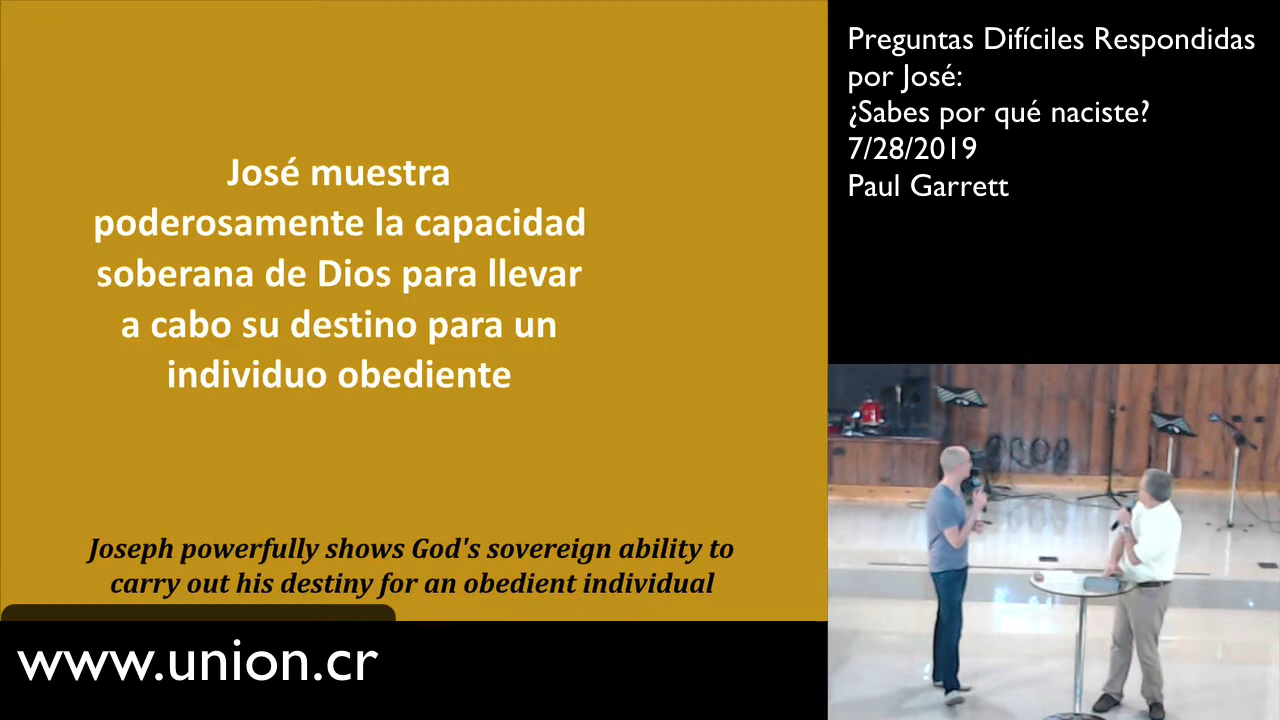 José muestra
poderosamente la capacidad
soberana de Dios para llevar
a cabo su destino para un
individuo obediente
Joseph powerfully shows God's sovereign ability to
carry out his destiny for an obedient individual
www.union.cr
Preguntas Difíciles Respondidas
por José:
¿Sabes por qué naciste?
7/28/2019
Paul Garrett